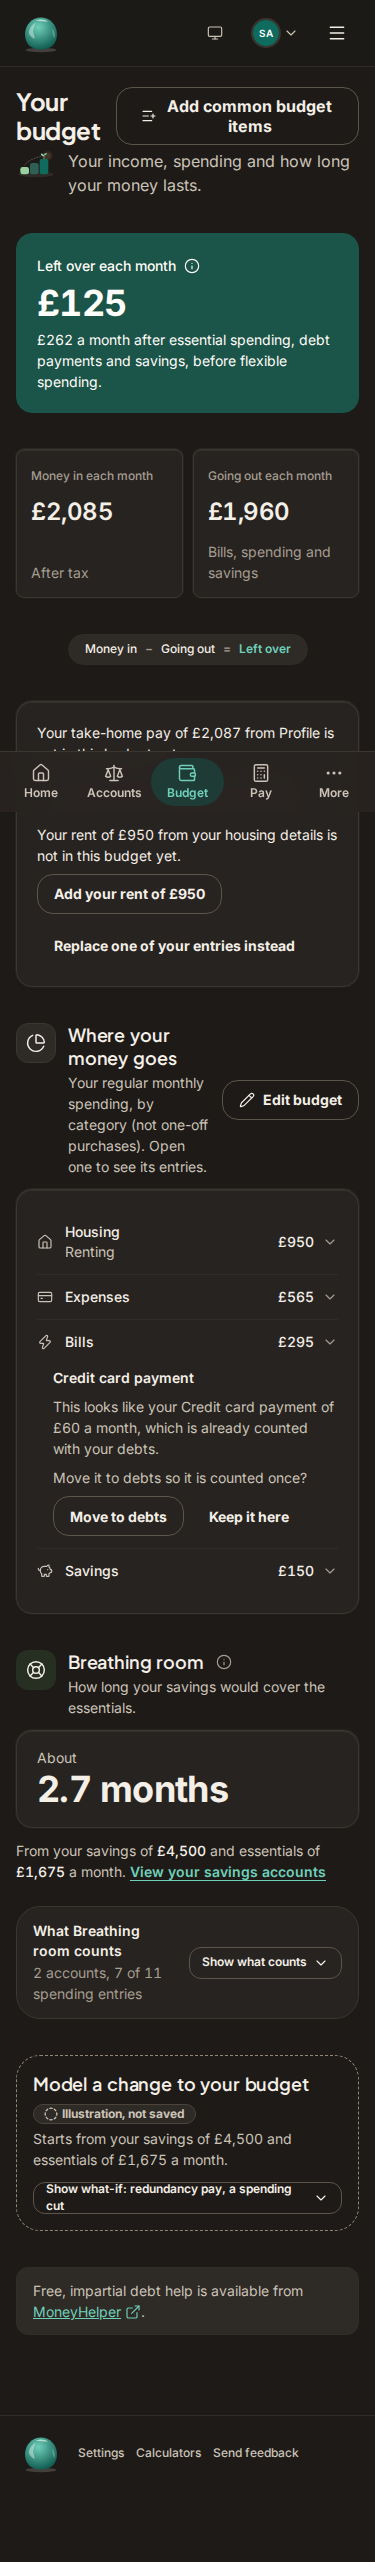 SA
Your
budget
Add common budget
items
Your income, spending and how long
your money lasts.
Left over each month
£125
£262 a month after essential spending, debt
payments and savings, before flexible
spending.
Money in each month
£2,085
After tax
Going out each month
£1,960
Bills, spending and
savings
Money in − Going out = Left over
Your take-home pay of £2,087 from Profile is
Home
Accounts
Budget
Pay
More
Your rent of £950 from your housing details is
not in this budget yet.
Add your rent of £950
Replace one of your entries instead
Where your
money goes
Your regular monthly
spending, by
category (not one-off
purchases). Open
one to see its entries.
Edit budget
Housing
Renting
£950
Expenses
£565
Bills
£295
Credit card payment
This looks like your Credit card payment of
£60 a month, which is already counted
with your debts.
Move it to debts so it is counted once?
Move to debts
Keep it here
Savings
£150
Breathing room
How long your savings would cover the
essentials.
About
2.7 months
From your savings of £4,500 and essentials of
£1,675 a month. View your savings accounts
What Breathing
room counts
2 accounts, 7 of 11
spending entries
Show what counts
Model a change to your budget
Illustration, not saved
Starts from your savings of £4,500 and
essentials of £1,675 a month.
Show what-if: redundancy pay, a spending
cut
Free, impartial debt help is available from
MoneyHelper.
Settings
Calculators
Send feedback